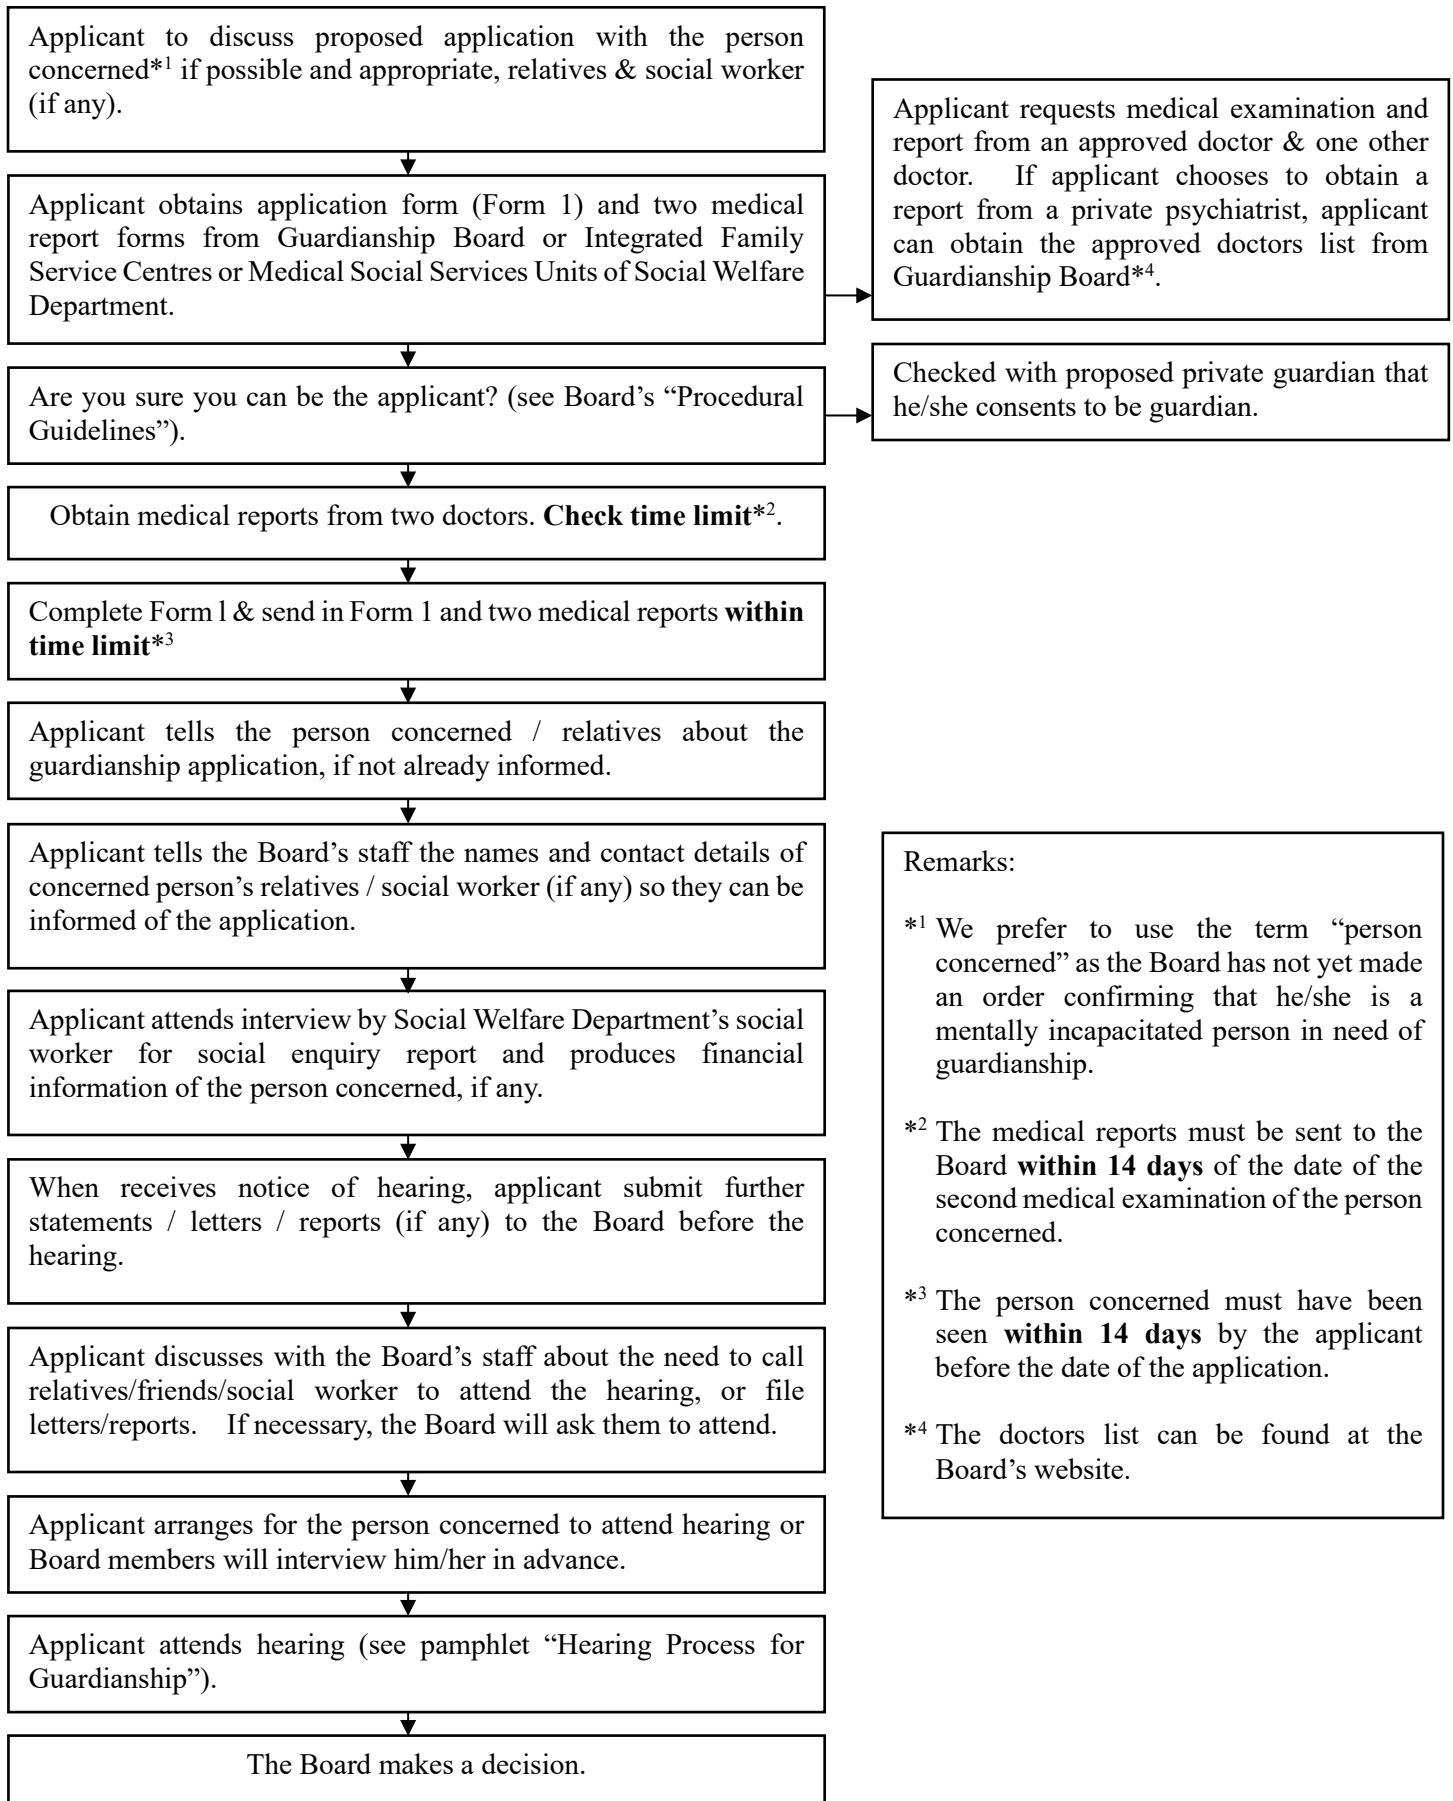 Applicant to discuss proposed application with the person
concerned*1 if possible and appropriate, relatives & social worker
(if any).
Applicant requests medical examination and
report from an approved doctor & one other
doctor. If applicant chooses to obtain a
report from a private psychiatrist, applicant
can obtain the approved doctors list from
Guardianship Board*4.
Applicant obtains application form (Form 1) and two medical
report forms from Guardianship Board or Integrated Family
Service Centres or Medical Social Services Units of Social Welfare
Department.
Checked with proposed private guardian that
he/she consents to be guardian.
Are you sure you can be the applicant? (see Board’s “Procedural
Guidelines”).
Obtain medical reports from two doctors. Check time limit*2.
Complete Form l & send in Form 1 and two medical reports within
time limit*3
Applicant tells the person concerned / relatives about the
guardianship application, if not already informed.
Applicant tells the Board’s staff the names and contact details of
concerned person’s relatives / social worker (if any) so they can be
informed of the application.
Applicant attends interview by Social Welfare Department’s social
worker for social enquiry report and produces financial
information of the person concerned, if any.
When receives notice of hearing, applicant submit further
statements / letters / reports (if any) to the Board before the
hearing.
Applicant discusses with the Board’s staff about the need to call
relatives/friends/social worker to attend the hearing, or file
letters/reports. If necessary, the Board will ask them to attend.
Applicant arranges for the person concerned to attend hearing or
Board members will interview him/her in advance.
Applicant attends hearing (see pamphlet “Hearing Process for
Guardianship”).
The Board makes a decision.
Remarks:
*1 We prefer to use the term “person
concerned” as the Board has not yet made
an order confirming that he/she is a
mentally incapacitated person in need of
guardianship.
*2 The medical reports must be sent to the
Board within 14 days of the date of the
second medical examination of the person
concerned.
*3 The person concerned must have been
seen within 14 days by the applicant
before the date of the application.
*4 The doctors list can be found at the
Board’s website.